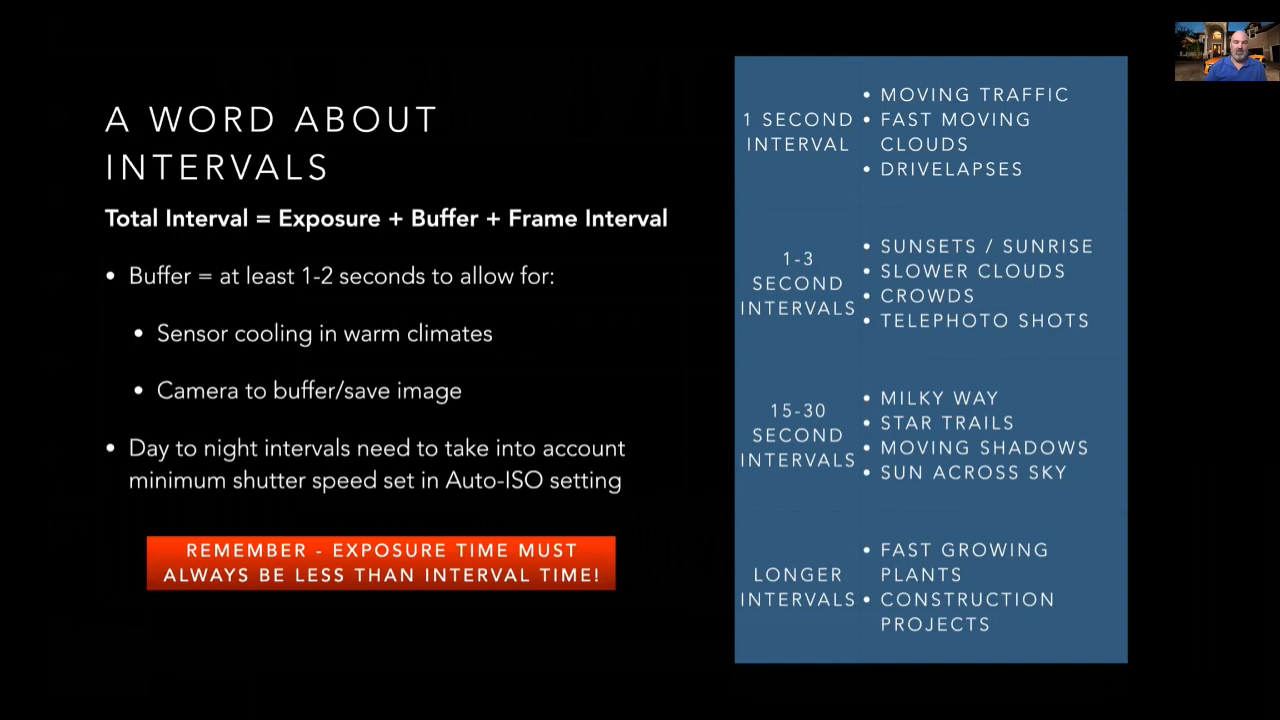 A WORD ABOUT
INTERVALS
Total Interval = Exposure + Buffer + Frame Interval
• Buffer = at least 1-2 seconds to allow for:
• Sensor cooling in warm climates
• Camera to buffer/save image
• Day to night intervals need to take into account
minimum shutter speed set in Auto-ISO setting
REMEMBER - EXPOSURE TIME MUST
ALWAYS BE LESS THAN INTERVAL TIME!
1 SECOND
INTERVAL
• MOVING TRAFFIC
• FAST MOVING
CLOUDS
• DRIVELAPSES
1-3
SECOND
INTERVALS
• SUNSETS / SUNRISE
• SLOWER CLOUDS
• CROWDS
• TELEPHOTO SHOTS
15-30
SECOND
INTERVALS
• MILKY WAY
• STAR TRAILS
• MOVING SHADOWS
• SUN ACROSS SKY
LONGER
INTERVALS
• FAST GROWING
PLANTS
• CONSTRUCTION
PROJECTS